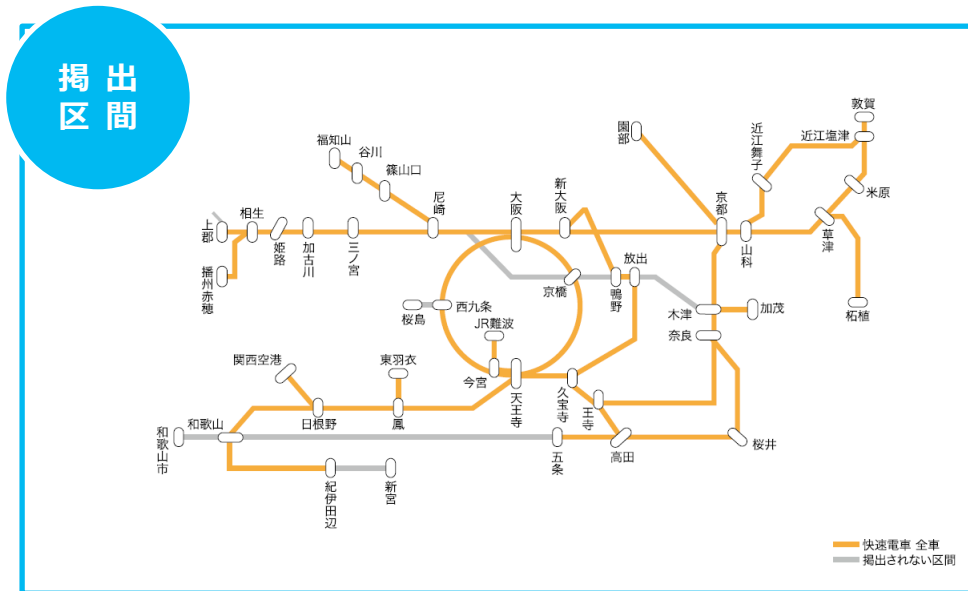 掲出
区間
敦賀
近江塩津
近江舞子
園部
米原
福知山
谷川
篠山口
尼崎
大阪
新大阪
京都
山科
草津
上郡
相生
姫路
加古川
三ノ宮
播州赤穂
京橋
鴫野
放出
木津
加茂
柘植
奈良
桜島
西九条
JR難波
今宮
天王寺
久宝寺
王寺
関西空港
東羽衣
日根野
鳳
和歌山市
和歌山
五条
高田
桜井
紀伊田辺
新宮
快速電車 全車
掲出されない区間